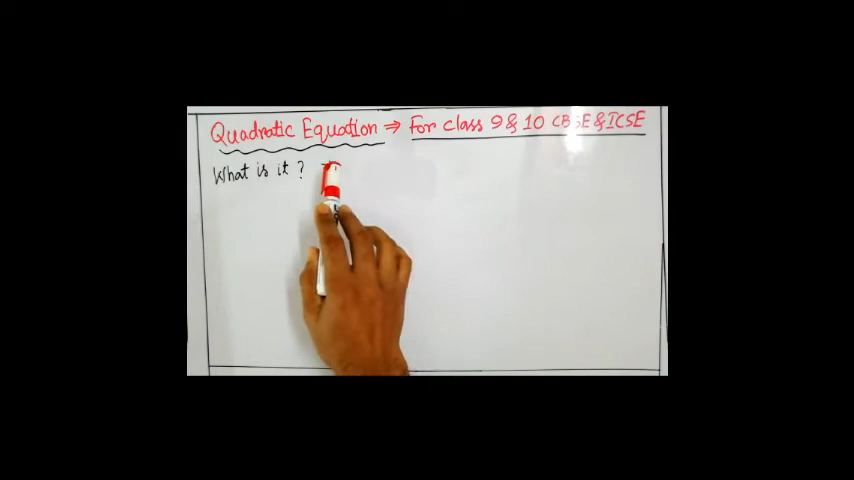 Quadratic Equation ⇒ For class 9 & 10 CBSE & ICSE
What is it ?